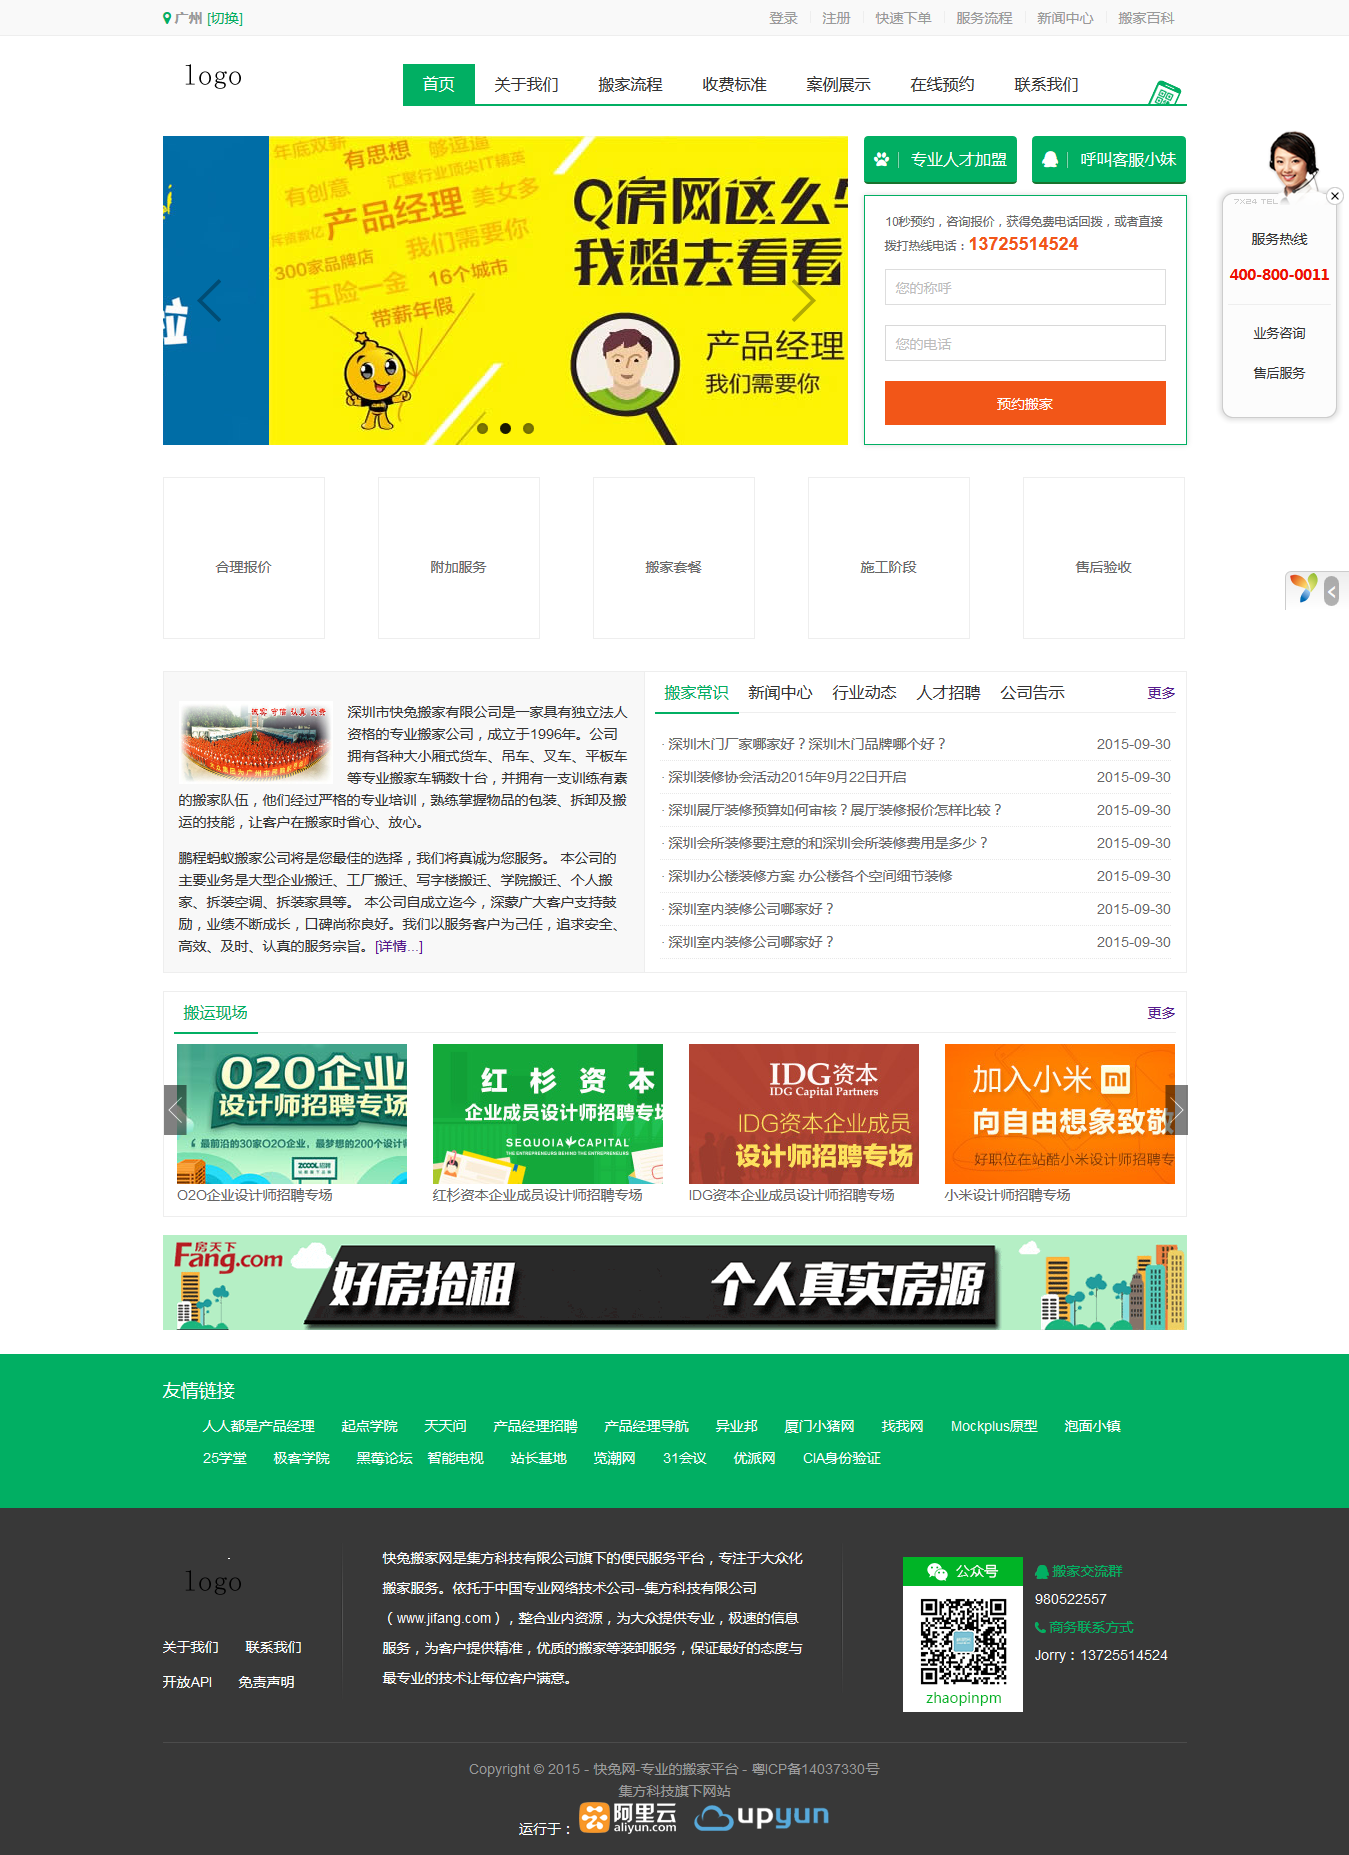 广州 [切换]
登录 注册 快速下单 服务流程 新闻中心 搬家百科
logo
首页 关于我们 搬家流程 收费标准 案例展示 在线预约 联系我们
年底双薪 有思想 够逗逼
有创意 汇聚行业顶尖IT精英
产品经理 美女多
我们需要你
300家品牌店 16个城市
五险一金
带薪年假
Q房网这么
我想去看看
产品经理
我们需要你
专业人才加盟 呼叫客服小妹
10秒预约，咨询报价，获得免费电话回拨，或者直接
拨打热线电话：13725514524
您的称呼
您的电话
预约搬家
7X24 TEL
服务热线
400-800-0011
业务咨询
售后服务
合理报价 附加服务 搬家套餐 施工阶段 售后验收
深圳市快兔搬家有限公司是一家具有独立法人
资格的专业搬家公司，成立于1996年。公司
拥有各种大小厢式货车、吊车、叉车、平板车
等专业搬家车辆数十台，并拥有一支训练有素
的搬家队伍，他们经过严格的专业培训，熟练掌握物品的包装、拆卸及搬
运的技能，让客户在搬家时省心、放心。
鹏程蚂蚁搬家公司将是您最佳的选择，我们将真诚为您服务。 本公司的
主要业务是大型企业搬迁、工厂搬迁、写字楼搬迁、学院搬迁、个人搬
家、拆装空调、拆装家具等。 本公司自成立迄今，深蒙广大客户支持鼓
励，业绩不断成长，口碑尚称良好。我们以服务客户为己任，追求安全、
高效、及时、认真的服务宗旨。[详情...]
搬家常识 新闻中心 行业动态 人才招聘 公司告示 更多
· 深圳木门厂家哪家好？深圳木门品牌哪个好？ 2015-09-30
· 深圳装修协会活动2015年9月22日开启 2015-09-30
· 深圳展厅装修预算如何审核？展厅装修报价怎样比较？ 2015-09-30
· 深圳会所装修要注意的和深圳会所装修费用是多少？ 2015-09-30
· 深圳办公楼装修方案 办公楼各个空间细节装修 2015-09-30
· 深圳室内装修公司哪家好？ 2015-09-30
· 深圳室内装修公司哪家好？ 2015-09-30
搬运现场 更多
O2O企业
设计师招聘专场
最前沿的30家O2O企业，最梦想的200个设计
ZCOOL招聘
红杉资本
企业成员设计师招聘专场
SEQUOIA CAPITAL
THE ENTREPRENEURS BEHIND THE ENTREPRENEURS
IDG资本
IDG Capital Partners
IDG资本企业成员
设计师招聘专场
加入小米
向自由想象致敬
好职位在站酷小米设计师招聘专
O2O企业设计师招聘专场 红杉资本企业成员设计师招聘专场 IDG资本企业成员设计师招聘专场 小米设计师招聘专场
房天下
Fang.com
好房抢租 个人真实房源
友情链接
人人都是产品经理 起点学院 天天问 产品经理招聘 产品经理导航 异业邦 厦门小猪网 找我网 Mockplus原型 泡面小镇
25学堂 极客学院 黑莓论坛 智能电视 站长基地 览潮网 31会议 优派网 CIA身份验证
logo
关于我们 联系我们
开放API 免责声明
快兔搬家网是集方科技有限公司旗下的便民服务平台，专注于大众化
搬家服务。依托于中国专业网络技术公司--集方科技有限公司
（www.jifang.com），整合业内资源，为大众提供专业，极速的信息
服务，为客户提供精准，优质的搬家等装卸服务，保证最好的态度与
最专业的技术让每位客户满意。
公众号
zhaopinpm
搬家交流群
980522557
商务联系方式
Jorry：13725514524
Copyright © 2015 - 快兔网-专业的搬家平台 - 粤ICP备14037330号
集方科技旗下网站
运行于： 阿里云 aliyun.com upyun